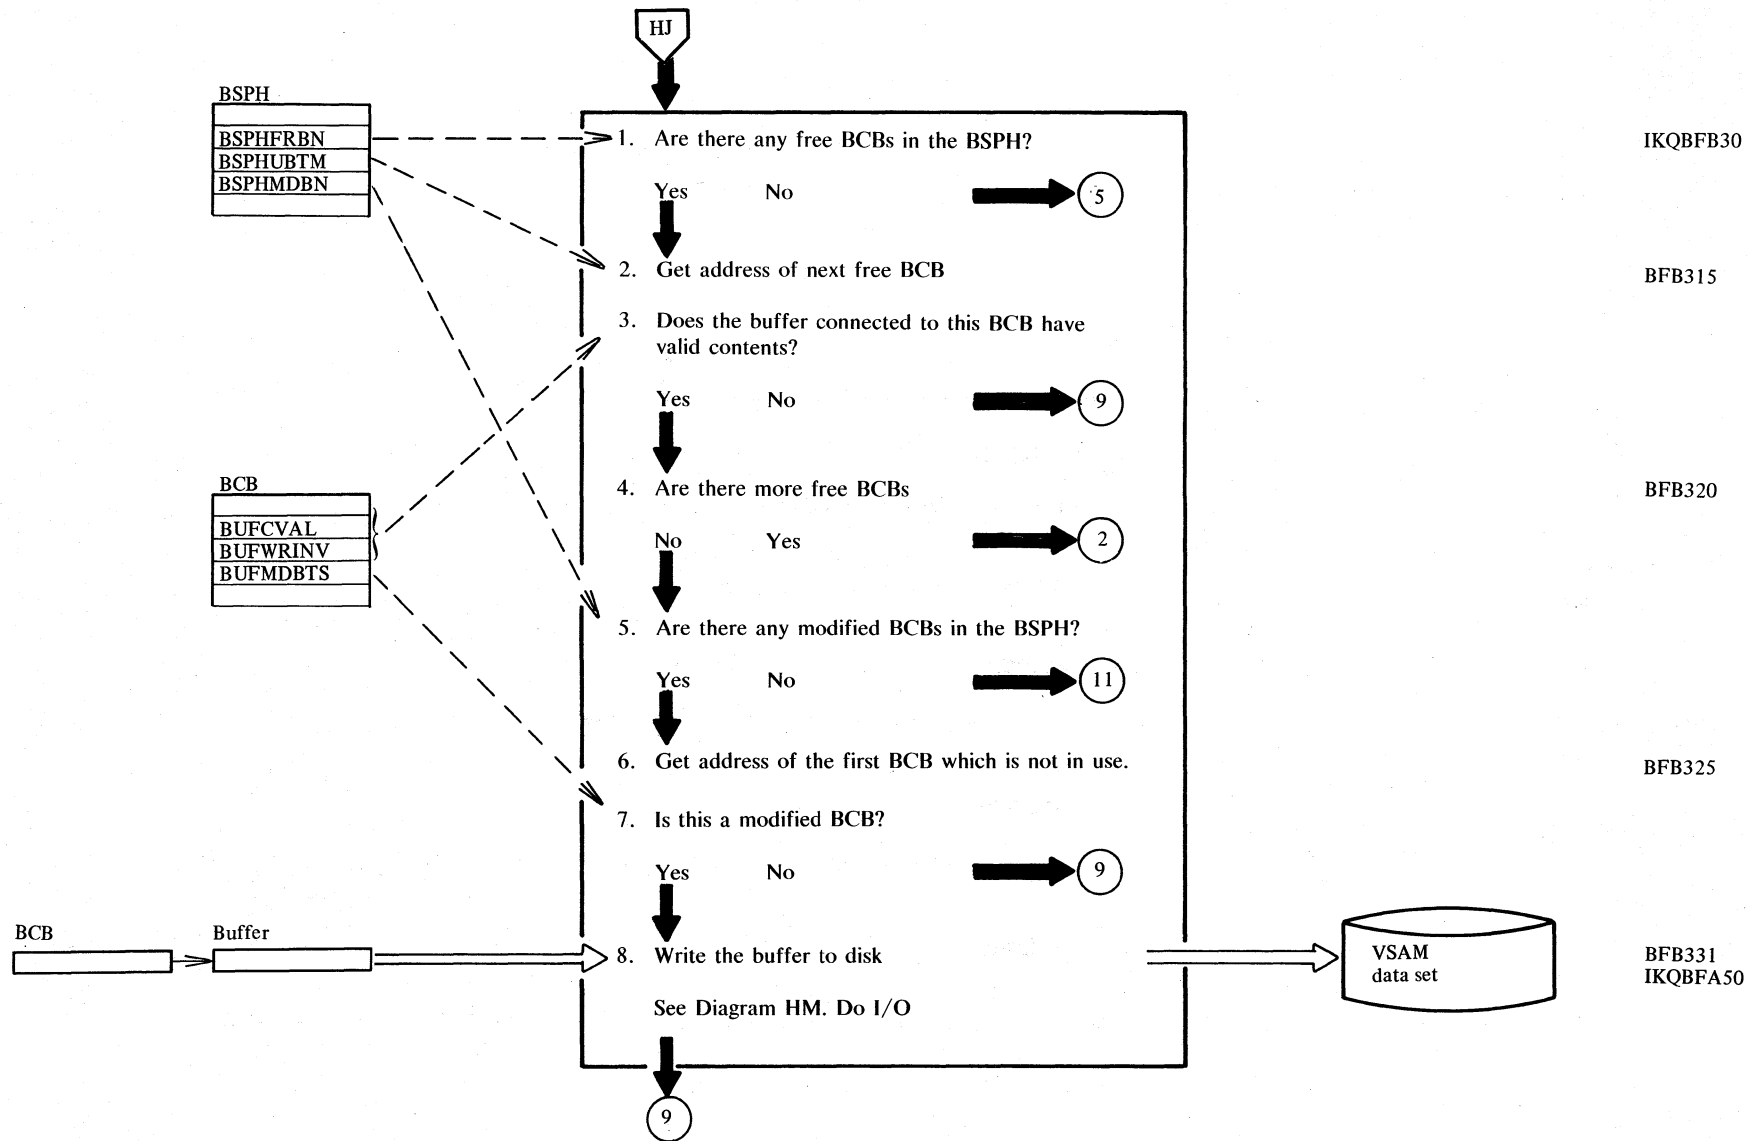 HJ
BSPH
BSPHFRBN
BSPHUBTM
BSPHMDBN
1. Are there any free BCBs in the BSPH?
IKQBFB30
Yes No 5
2. Get address of next free BCB
BFB315
3. Does the buffer connected to this BCB have
valid contents?
Yes No 9
BCB
BUFCVAL
BUFWRINV
BUFMDBTS
4. Are there more free BCBs
BFB320
No Yes 2
5. Are there any modified BCBs in the BSPH?
Yes No 11
6. Get address of the first BCB which is not in use.
BFB325
7. Is this a modified BCB?
Yes No 9
BCB Buffer
8. Write the buffer to disk
VSAM
data set
BFB331
IKQBFA50
See Diagram HM. Do I/O
9